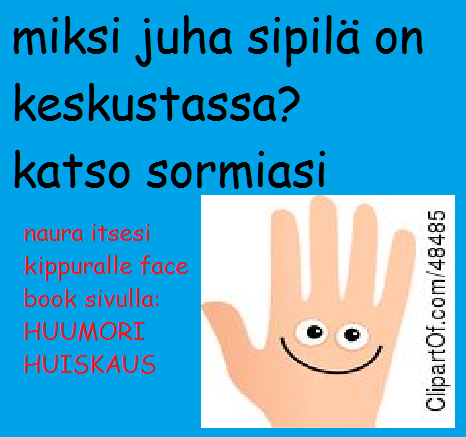 miksi juha sipilä on
keskustassa?
katso sormiasi
naura itsesi
kippuralle face
book sivulla:
HUUMORI
HUISKAUS
ClipartOf.com/48485